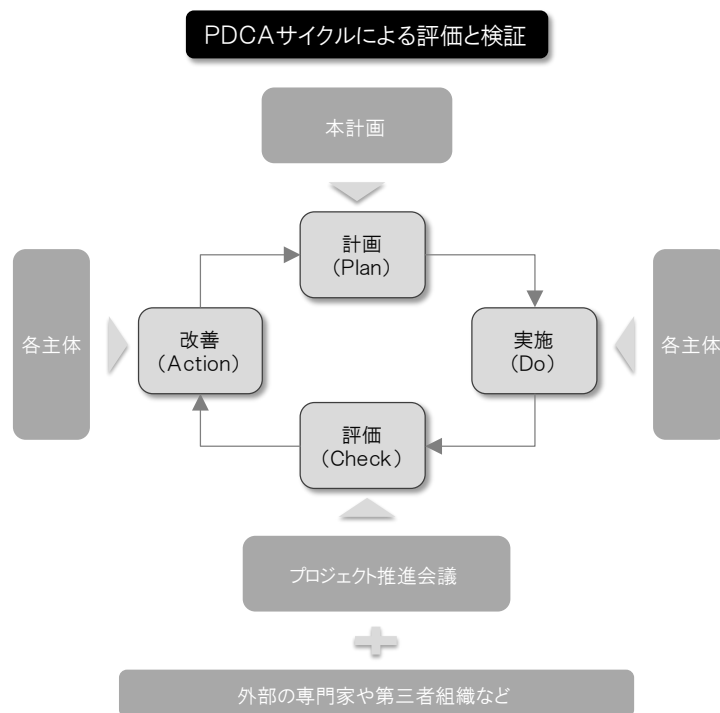 PDCAサイクルによる評価と検証
本計画
計画
(Plan)
各主体
改善
(Action)
実施
(Do)
各主体
評価
(Check)
プロジェクト推進会議
外部の専門家や第三者組織など